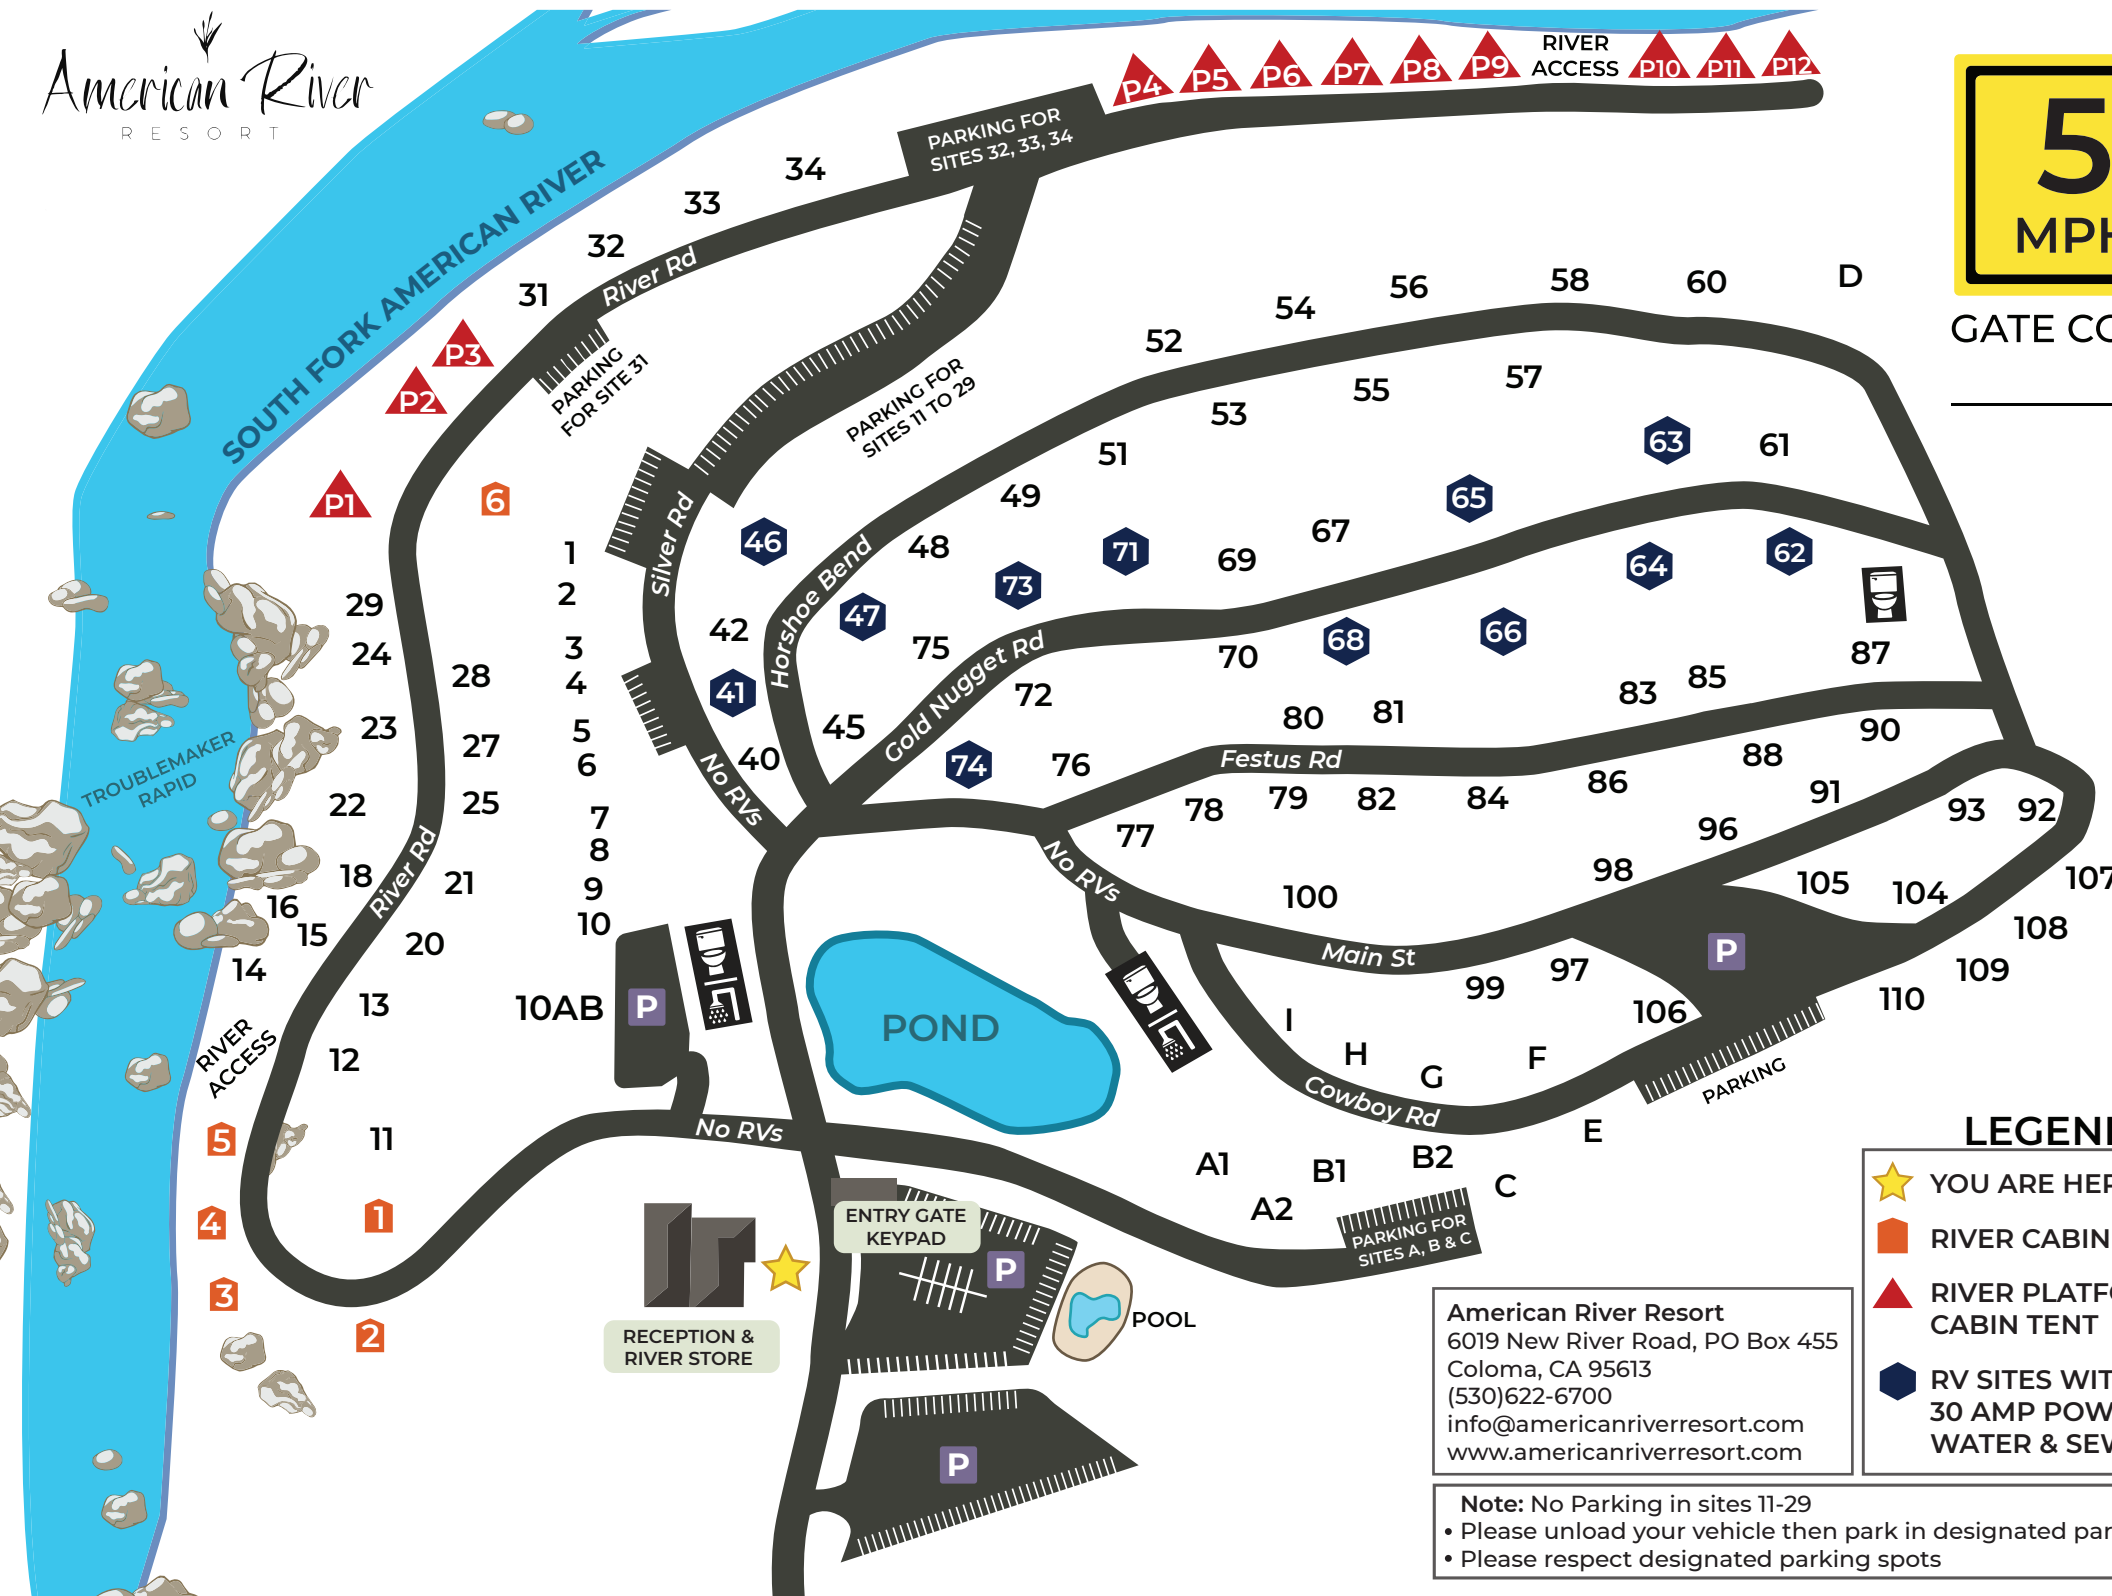 American River
RESORT
SOUTH FORK AMERICAN RIVER
TROUBLEMAKER
RAPID
P4 P5 P6 P7 P8 P9
RIVER
ACCESS
P10 P11 P12
PARKING FOR
SITES 32, 33, 34
5
MPH
GATE CO
34
33
32
31
River Rd
P3
P2
P1
PARKING
FOR SITE 31
PARKING FOR
SITES 11 TO 29
52 54 56 58 60 D
51 53 55 57
63 61
49 65
48 71 69 67
64 62
46
Silver Rd
Horshoe Bend
47 73
42
41
75
Gold Nugget Rd
72 70 68 66
87
83 85
45
40
No RVs
74 76
80 81
Festus Rd
78 79 82 84 86 88 90
77
91 93 92
96
98
100
105 104 107
108
109
110
No RVs
Main St
P
99 97
106
PARKING
I
H
G
F
E
Cowboy Rd
A1
A2
B1
B2
C
PARKING FOR
SITES A, B & C
6
1
2
3
4
5
6
7
8
9
10
10AB
P
29
24
28
23
27
22
25
18
21
16
15
20
14
13
12
11
River Rd
RIVER
ACCESS
5
4
3
1
2
POND
No RVs
ENTRY GATE
KEYPAD
P
POOL
RECEPTION &
RIVER STORE
P
American River Resort
6019 New River Road, PO Box 455
Coloma, CA 95613
(530)622-6700
info@americanriverresort.com
www.americanriverresort.com
LEGEN
YOU ARE HER
RIVER CABIN
RIVER PLATFO
CABIN TENT
RV SITES WIT
30 AMP POW
WATER & SEW
Note: No Parking in sites 11-29
• Please unload your vehicle then park in designated par
• Please respect designated parking spots